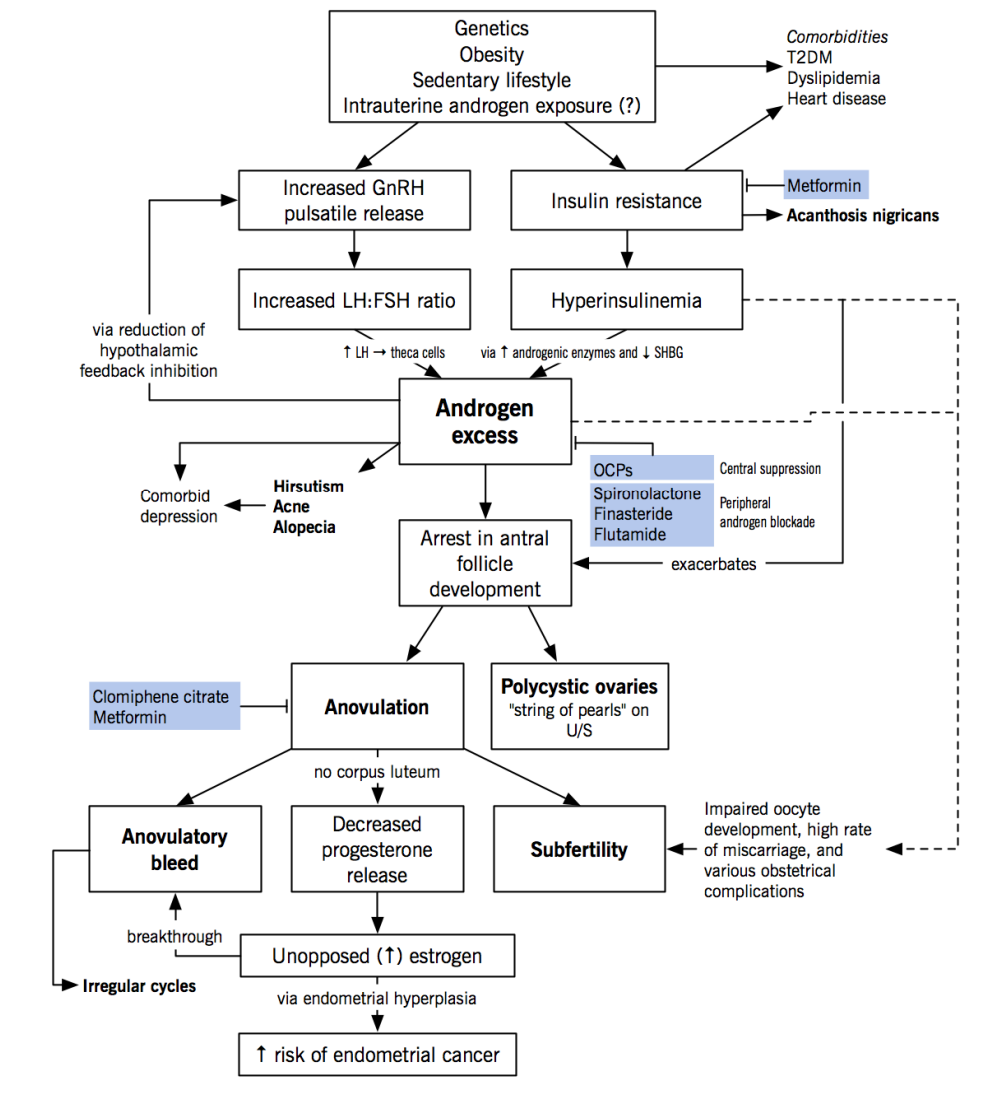 Genetics
Obesity
Sedentary lifestyle
Intrauterine androgen exposure (?)
Comorbidities
T2DM
Dyslipidemia
Heart disease
Increased GnRH
pulsatile release
Insulin resistance
Metformin
Acanthosis nigricans
Increased LH:FSH ratio
Hyperinsulinemia
via reduction of
hypothalamic
feedback inhibition
↑ LH → theca cells
via ↑ androgenic enzymes and ↓ SHBG
Androgen
excess
OCPs
Central suppression
Spironolactone
Finasteride
Flutamide
Peripheral
androgen blockade
Comorbid
depression
Hirsutism
Acne
Alopecia
Arrest in antral
follicle
development
exacerbates
Clomiphene citrate
Metformin
Anovulation
Polycystic ovaries
"string of pearls" on
U/S
no corpus luteum
Anovulatory
bleed
Decreased
progesterone
release
Subfertility
Impaired oocyte
development, high rate
of miscarriage, and
various obstetrical
complications
breakthrough
Unopposed (↑) estrogen
Irregular cycles
via endometrial hyperplasia
↑ risk of endometrial cancer